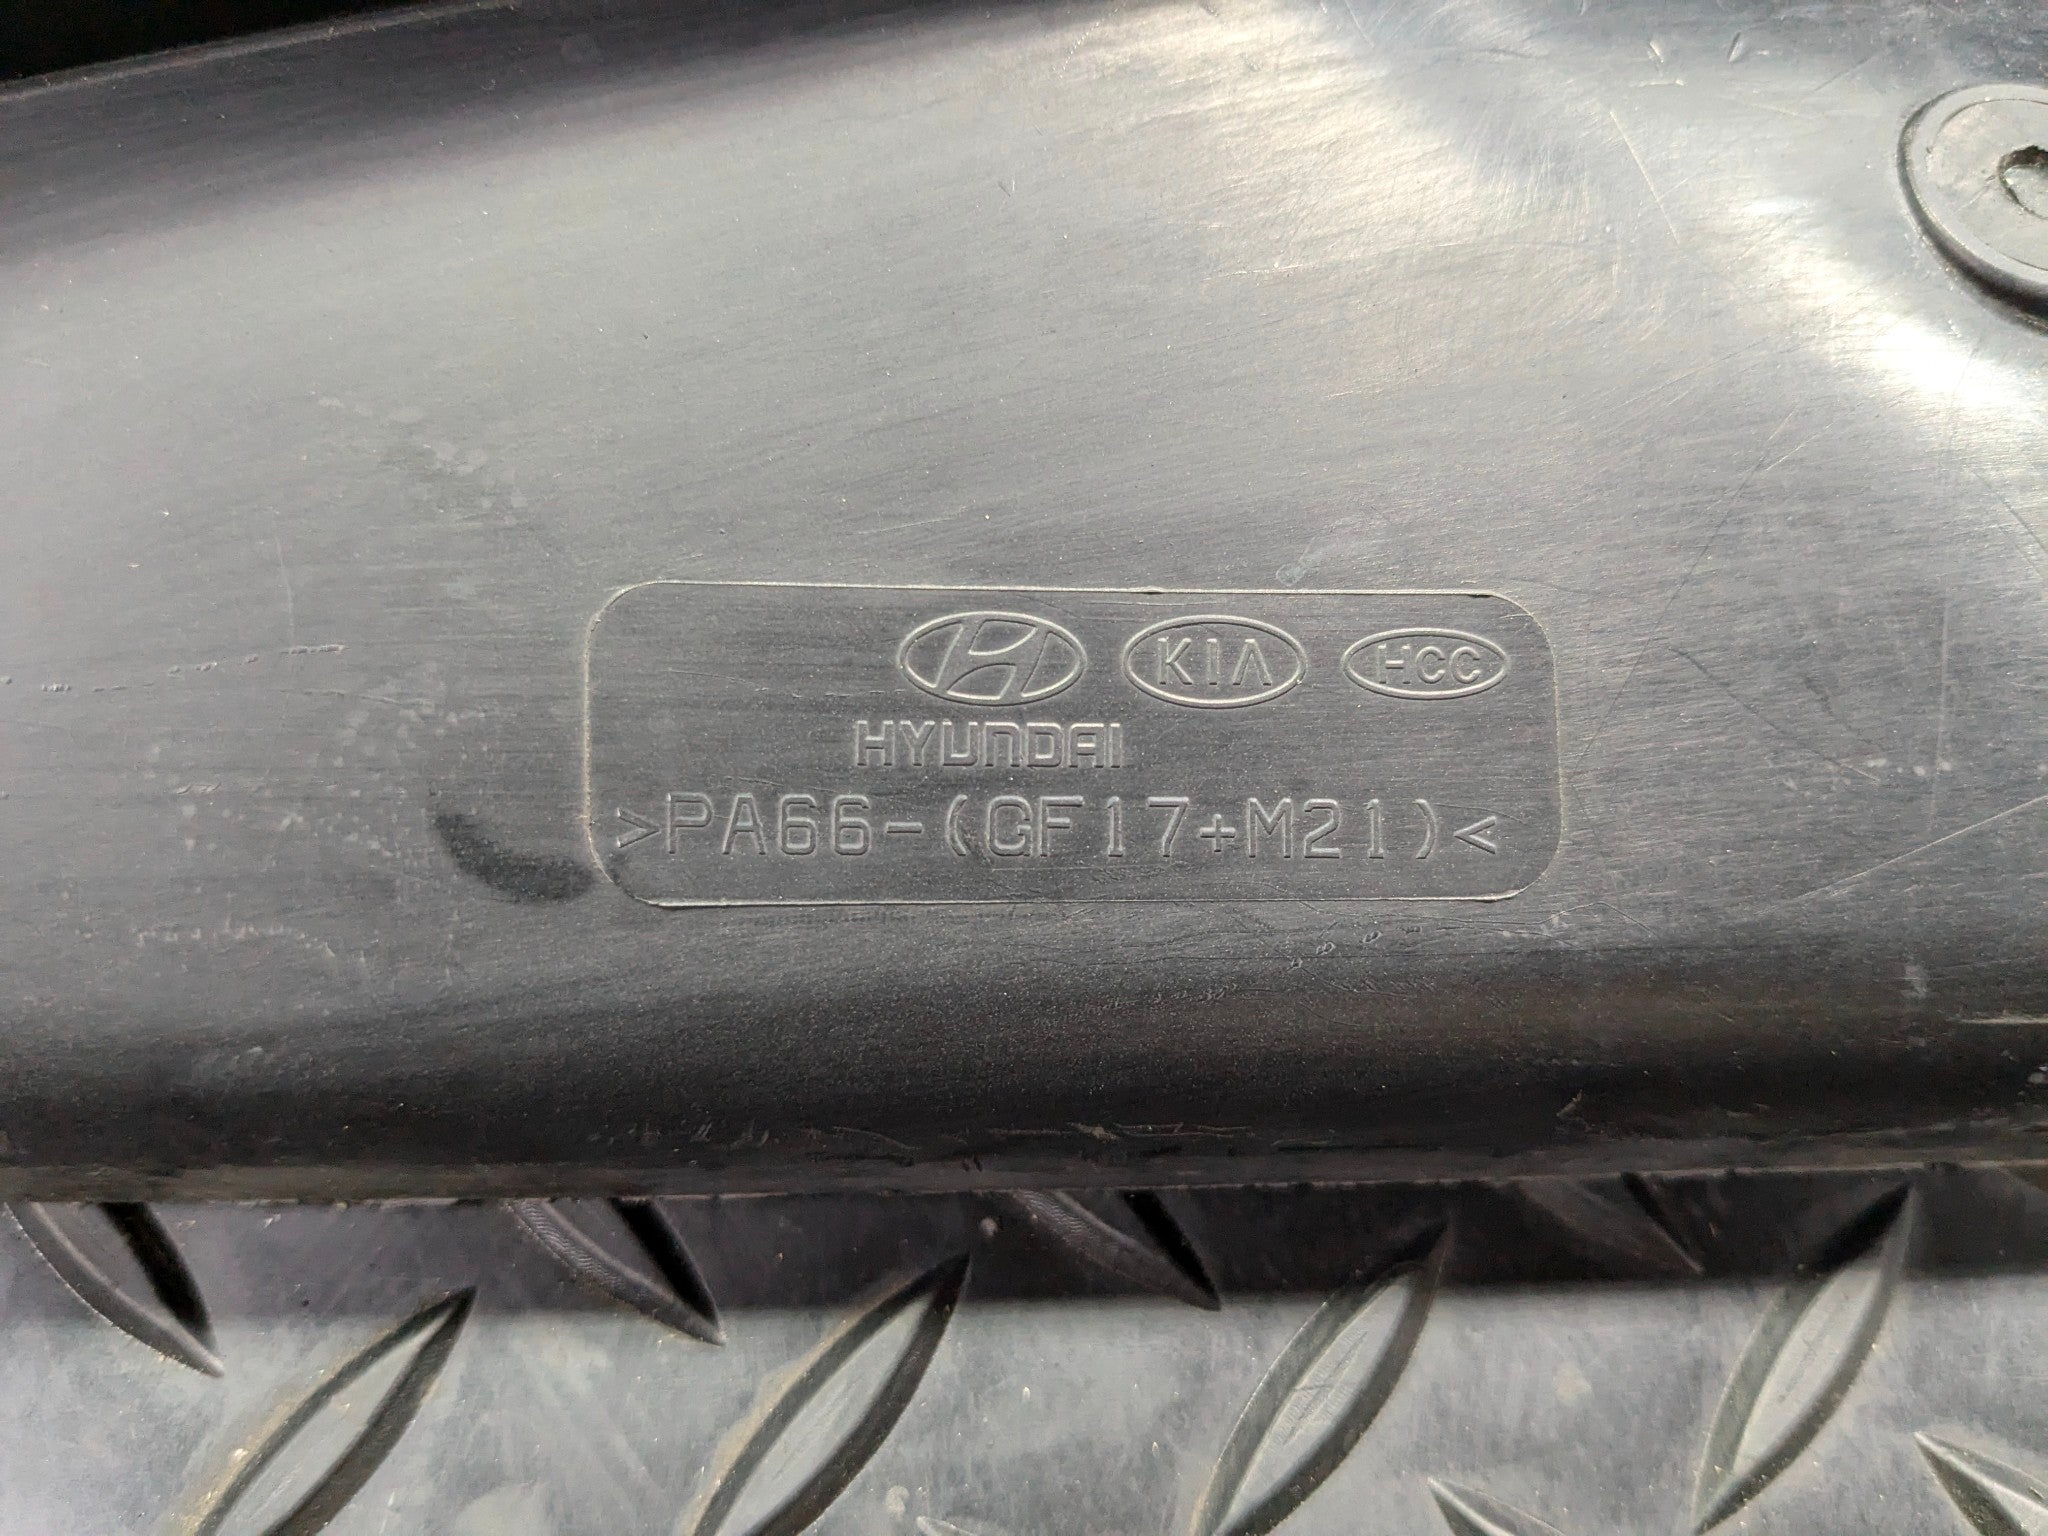 KIA HCC
HYUNDAI
>PA66-(GF17+M21)<